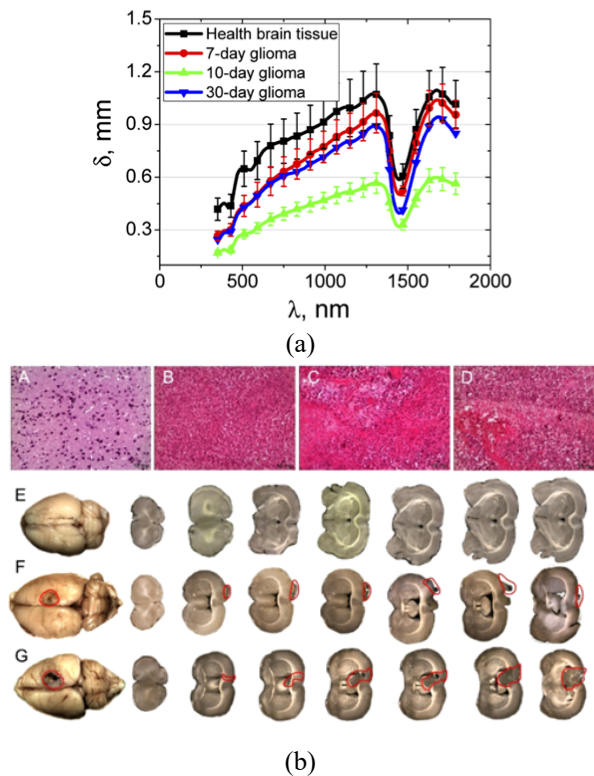 (a)
1.5
1.2
0.9
0.6
0.3
δ, mm
Health brain tissue
7-day glioma
10-day glioma
30-day glioma
0 500 1000 1500 2000
λ, nm
(a)
A B C D
E
F
G
(b)